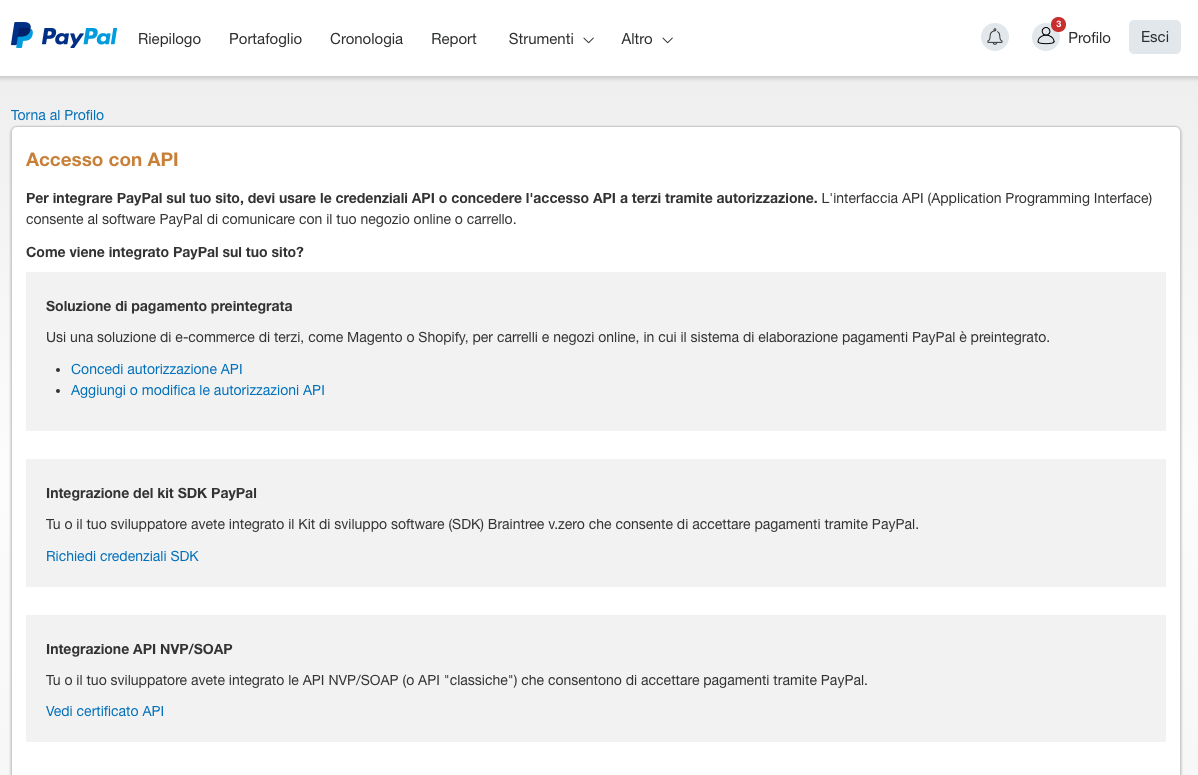 PayPal Riepilogo Portafoglio Cronologia Report Strumenti Altro 3 Profilo Esci
Torna al Profilo
Accesso con API
Per integrare PayPal sul tuo sito, devi usare le credenziali API o concedere l'accesso API a terzi tramite autorizzazione. L'interfaccia API (Application Programming Interface)
consente al software PayPal di comunicare con il tuo negozio online o carrello.
Come viene integrato PayPal sul tuo sito?
Soluzione di pagamento preintegrata
Usi una soluzione di e-commerce di terzi, come Magento o Shopify, per carrelli e negozi online, in cui il sistema di elaborazione pagamenti PayPal è preintegrato.
• Concedi autorizzazione API
• Aggiungi o modifica le autorizzazioni API
Integrazione del kit SDK PayPal
Tu o il tuo sviluppatore avete integrato il Kit di sviluppo software (SDK) Braintree v.zero che consente di accettare pagamenti tramite PayPal.
Richiedi credenziali SDK
Integrazione API NVP/SOAP
Tu o il tuo sviluppatore avete integrato le API NVP/SOAP (o API "classiche") che consentono di accettare pagamenti tramite PayPal.
Vedi certificato API